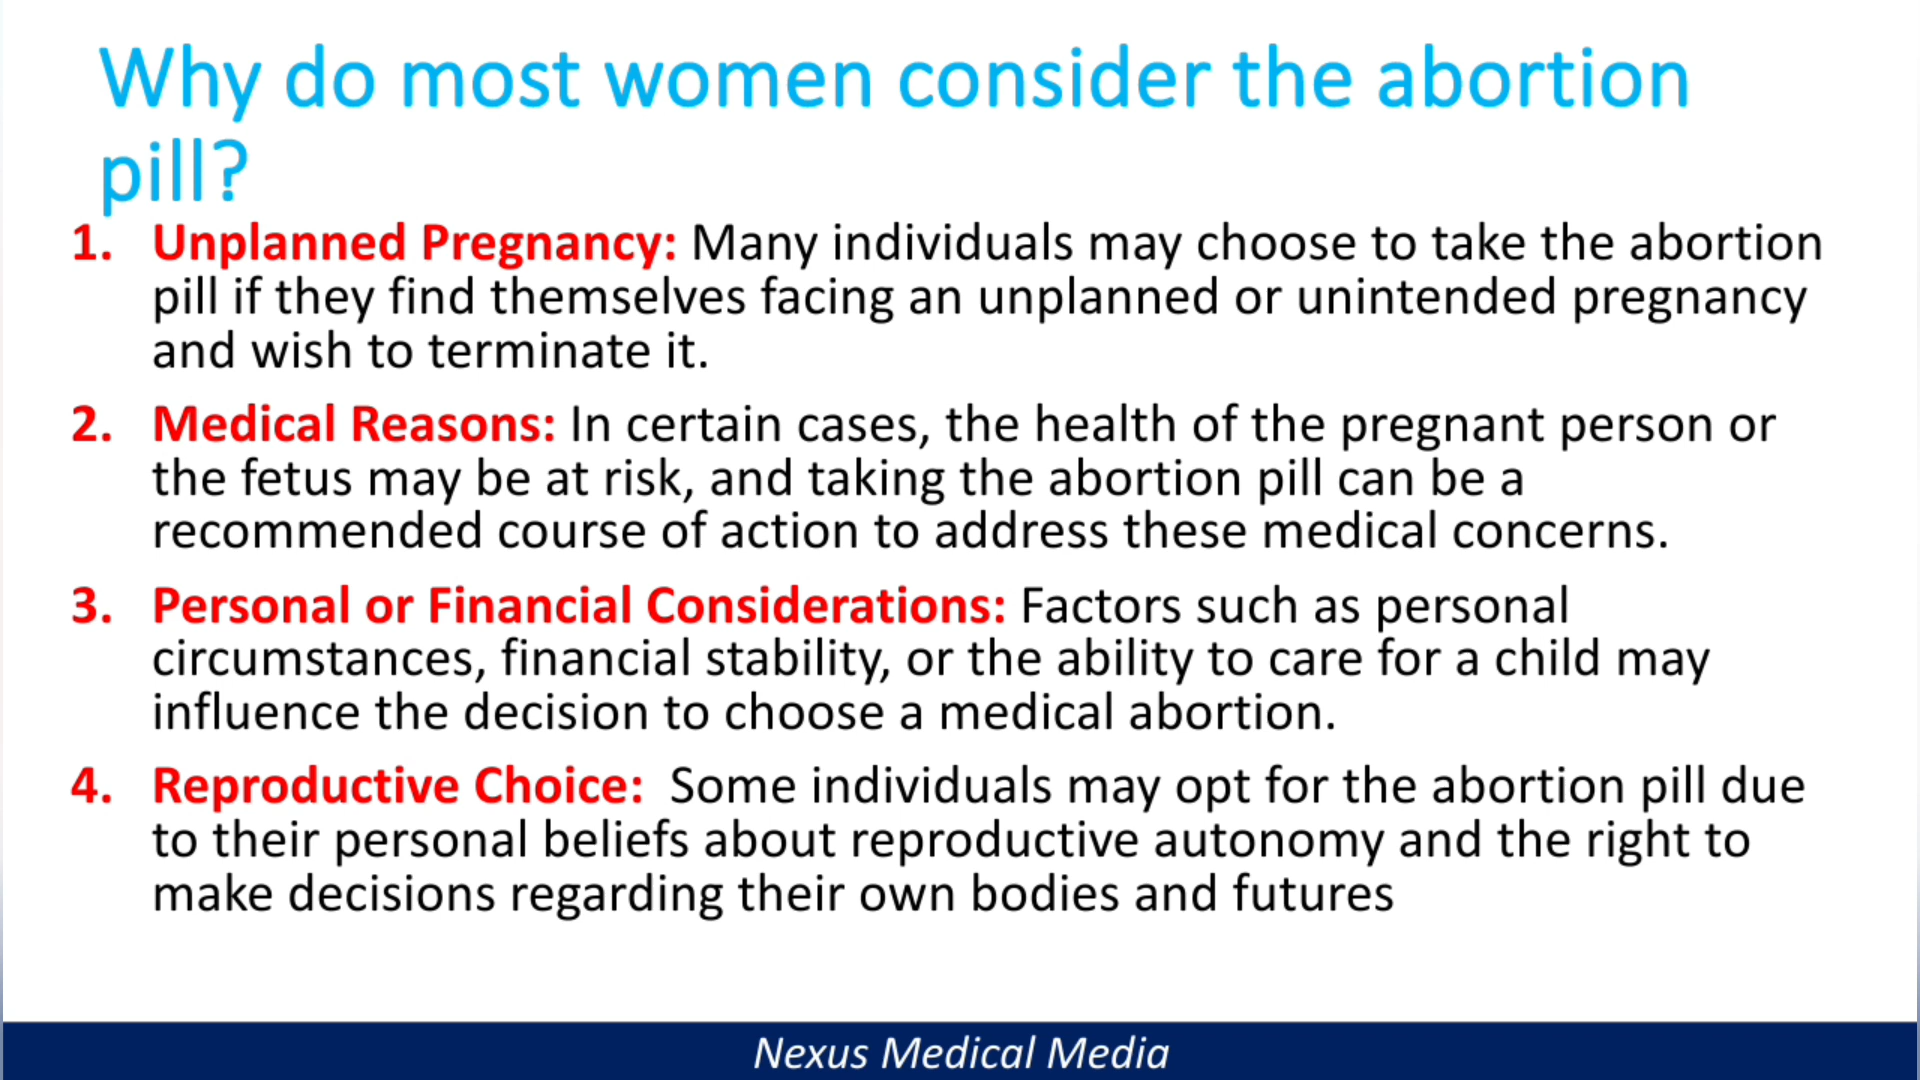 Why do most women consider the abortion
pill?
1. Unplanned Pregnancy: Many individuals may choose to take the abortion
pill if they find themselves facing an unplanned or unintended pregnancy
and wish to terminate it.
2. Medical Reasons: In certain cases, the health of the pregnant person or
the fetus may be at risk, and taking the abortion pill can be a
recommended course of action to address these medical concerns.
3. Personal or Financial Considerations: Factors such as personal
circumstances, financial stability, or the ability to care for a child may
influence the decision to choose a medical abortion.
4. Reproductive Choice: Some individuals may opt for the abortion pill due
to their personal beliefs about reproductive autonomy and the right to
make decisions regarding their own bodies and futures
Nexus Medical Media